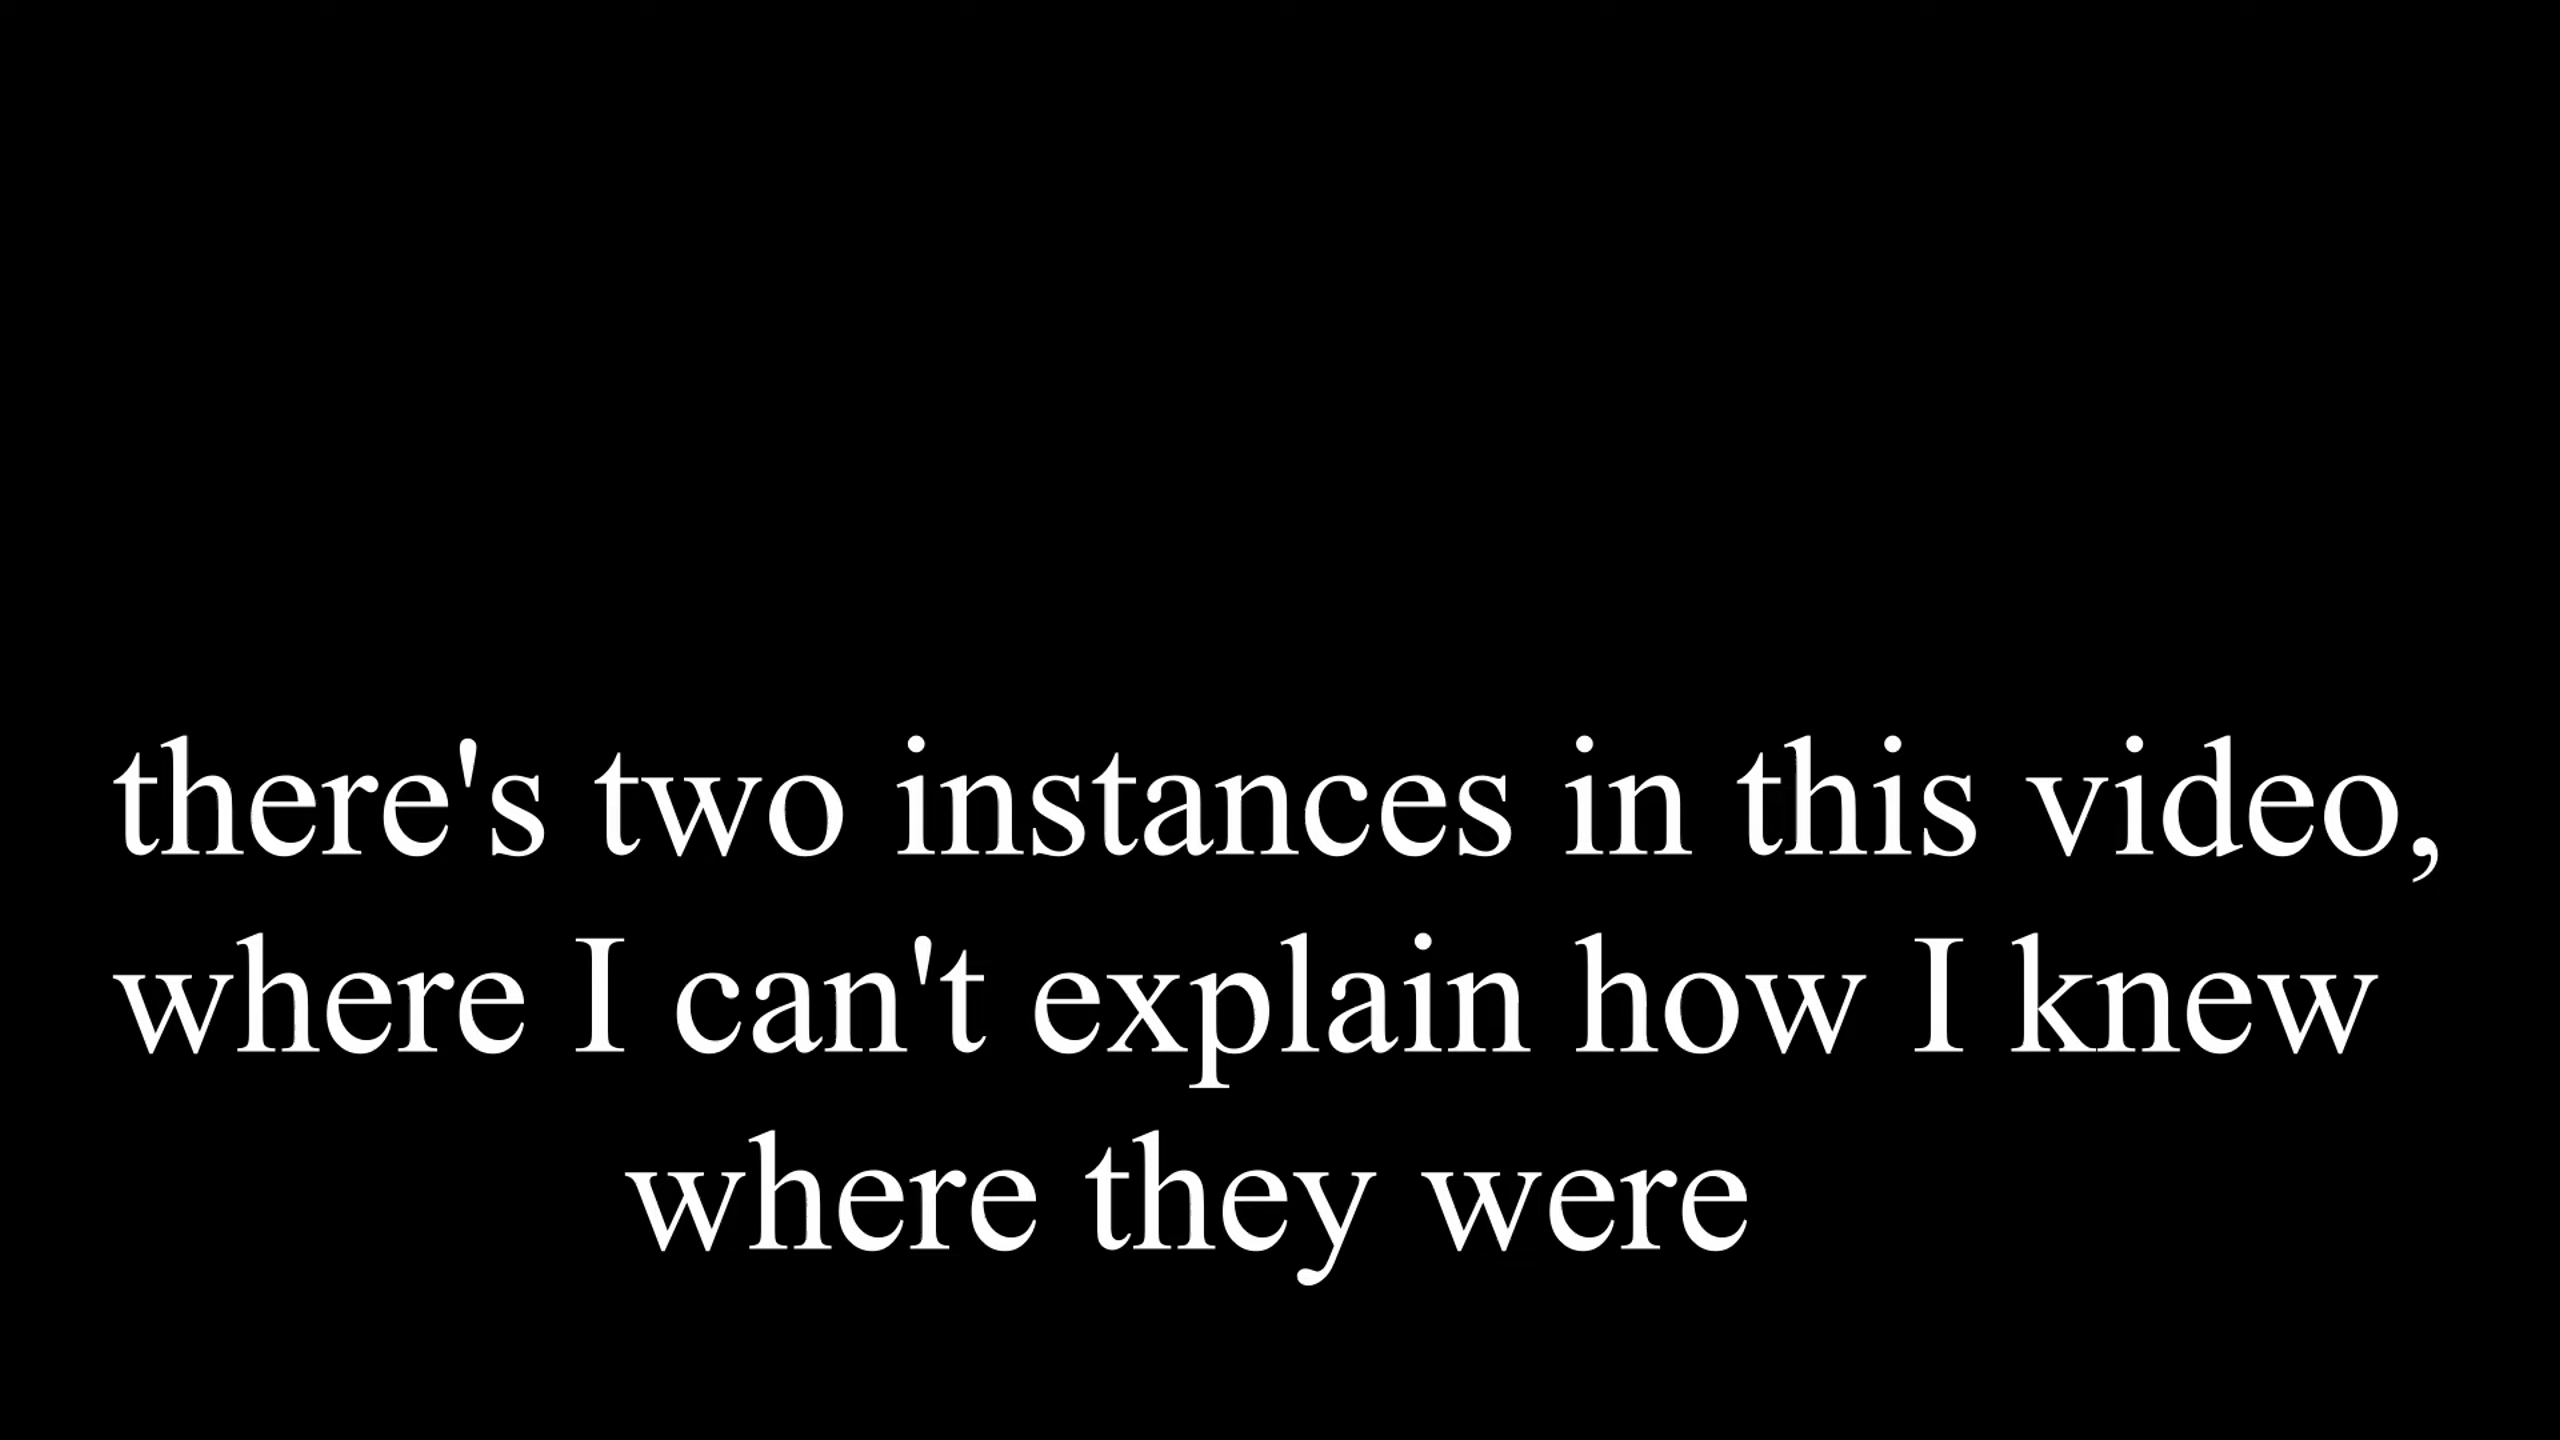 there's two instances in this video,
where I can't explain how I knew
where they were